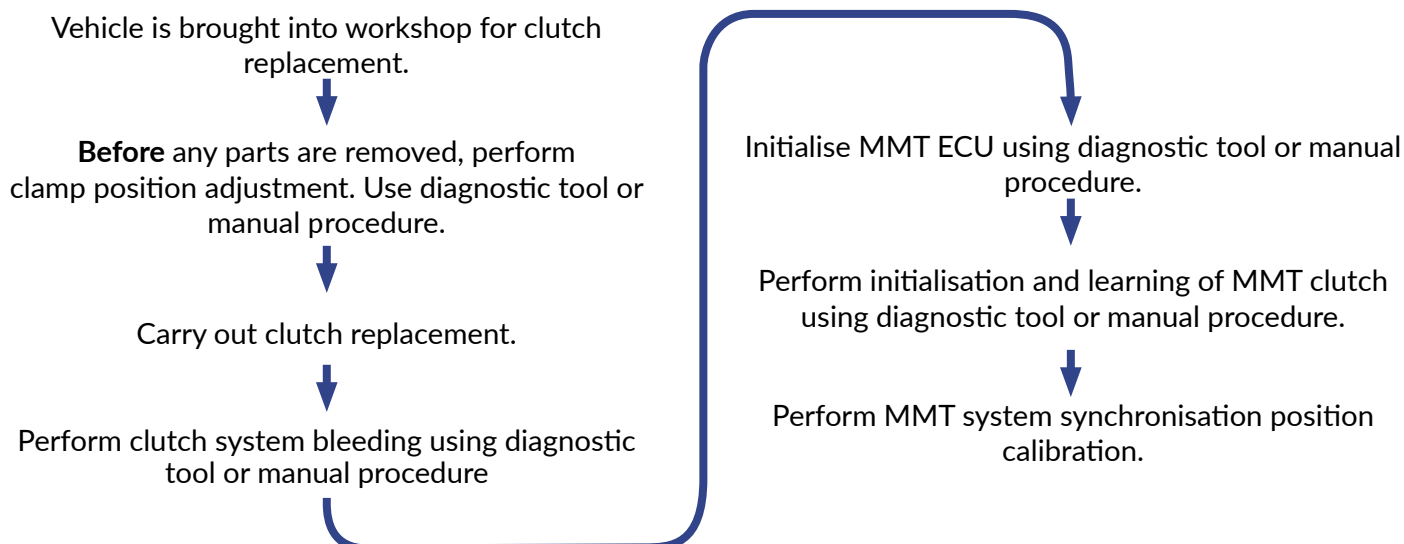 Vehicle is brought into workshop for clutch
replacement.
Before any parts are removed, perform
clamp position adjustment. Use diagnostic tool or
manual procedure.
Carry out clutch replacement.
Perform clutch system bleeding using diagnostic
tool or manual procedure
Initialise MMT ECU using diagnostic tool or manual
procedure.
Perform initialisation and learning of MMT clutch
using diagnostic tool or manual procedure.
Perform MMT system synchronisation position
calibration.